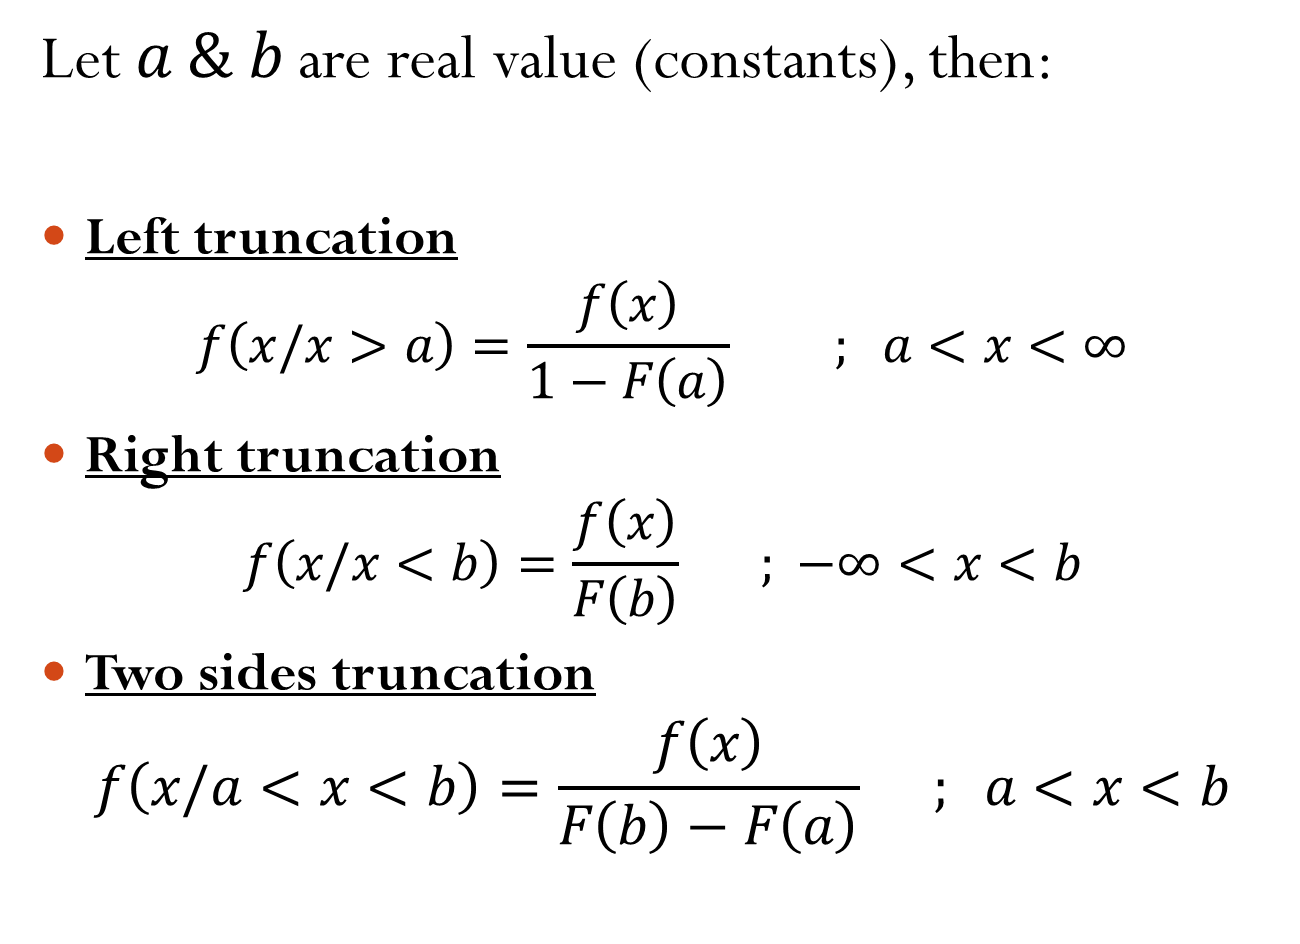 Let a & b are real value (constants), then:
• Left truncation
f(x/x > a) = f(x) / (1 − F(a)) ; a < x < ∞
• Right truncation
f(x/x < b) = f(x) / F(b) ; −∞ < x < b
• Two sides truncation
f(x/a < x < b) = f(x) / (F(b) − F(a)) ; a < x < b